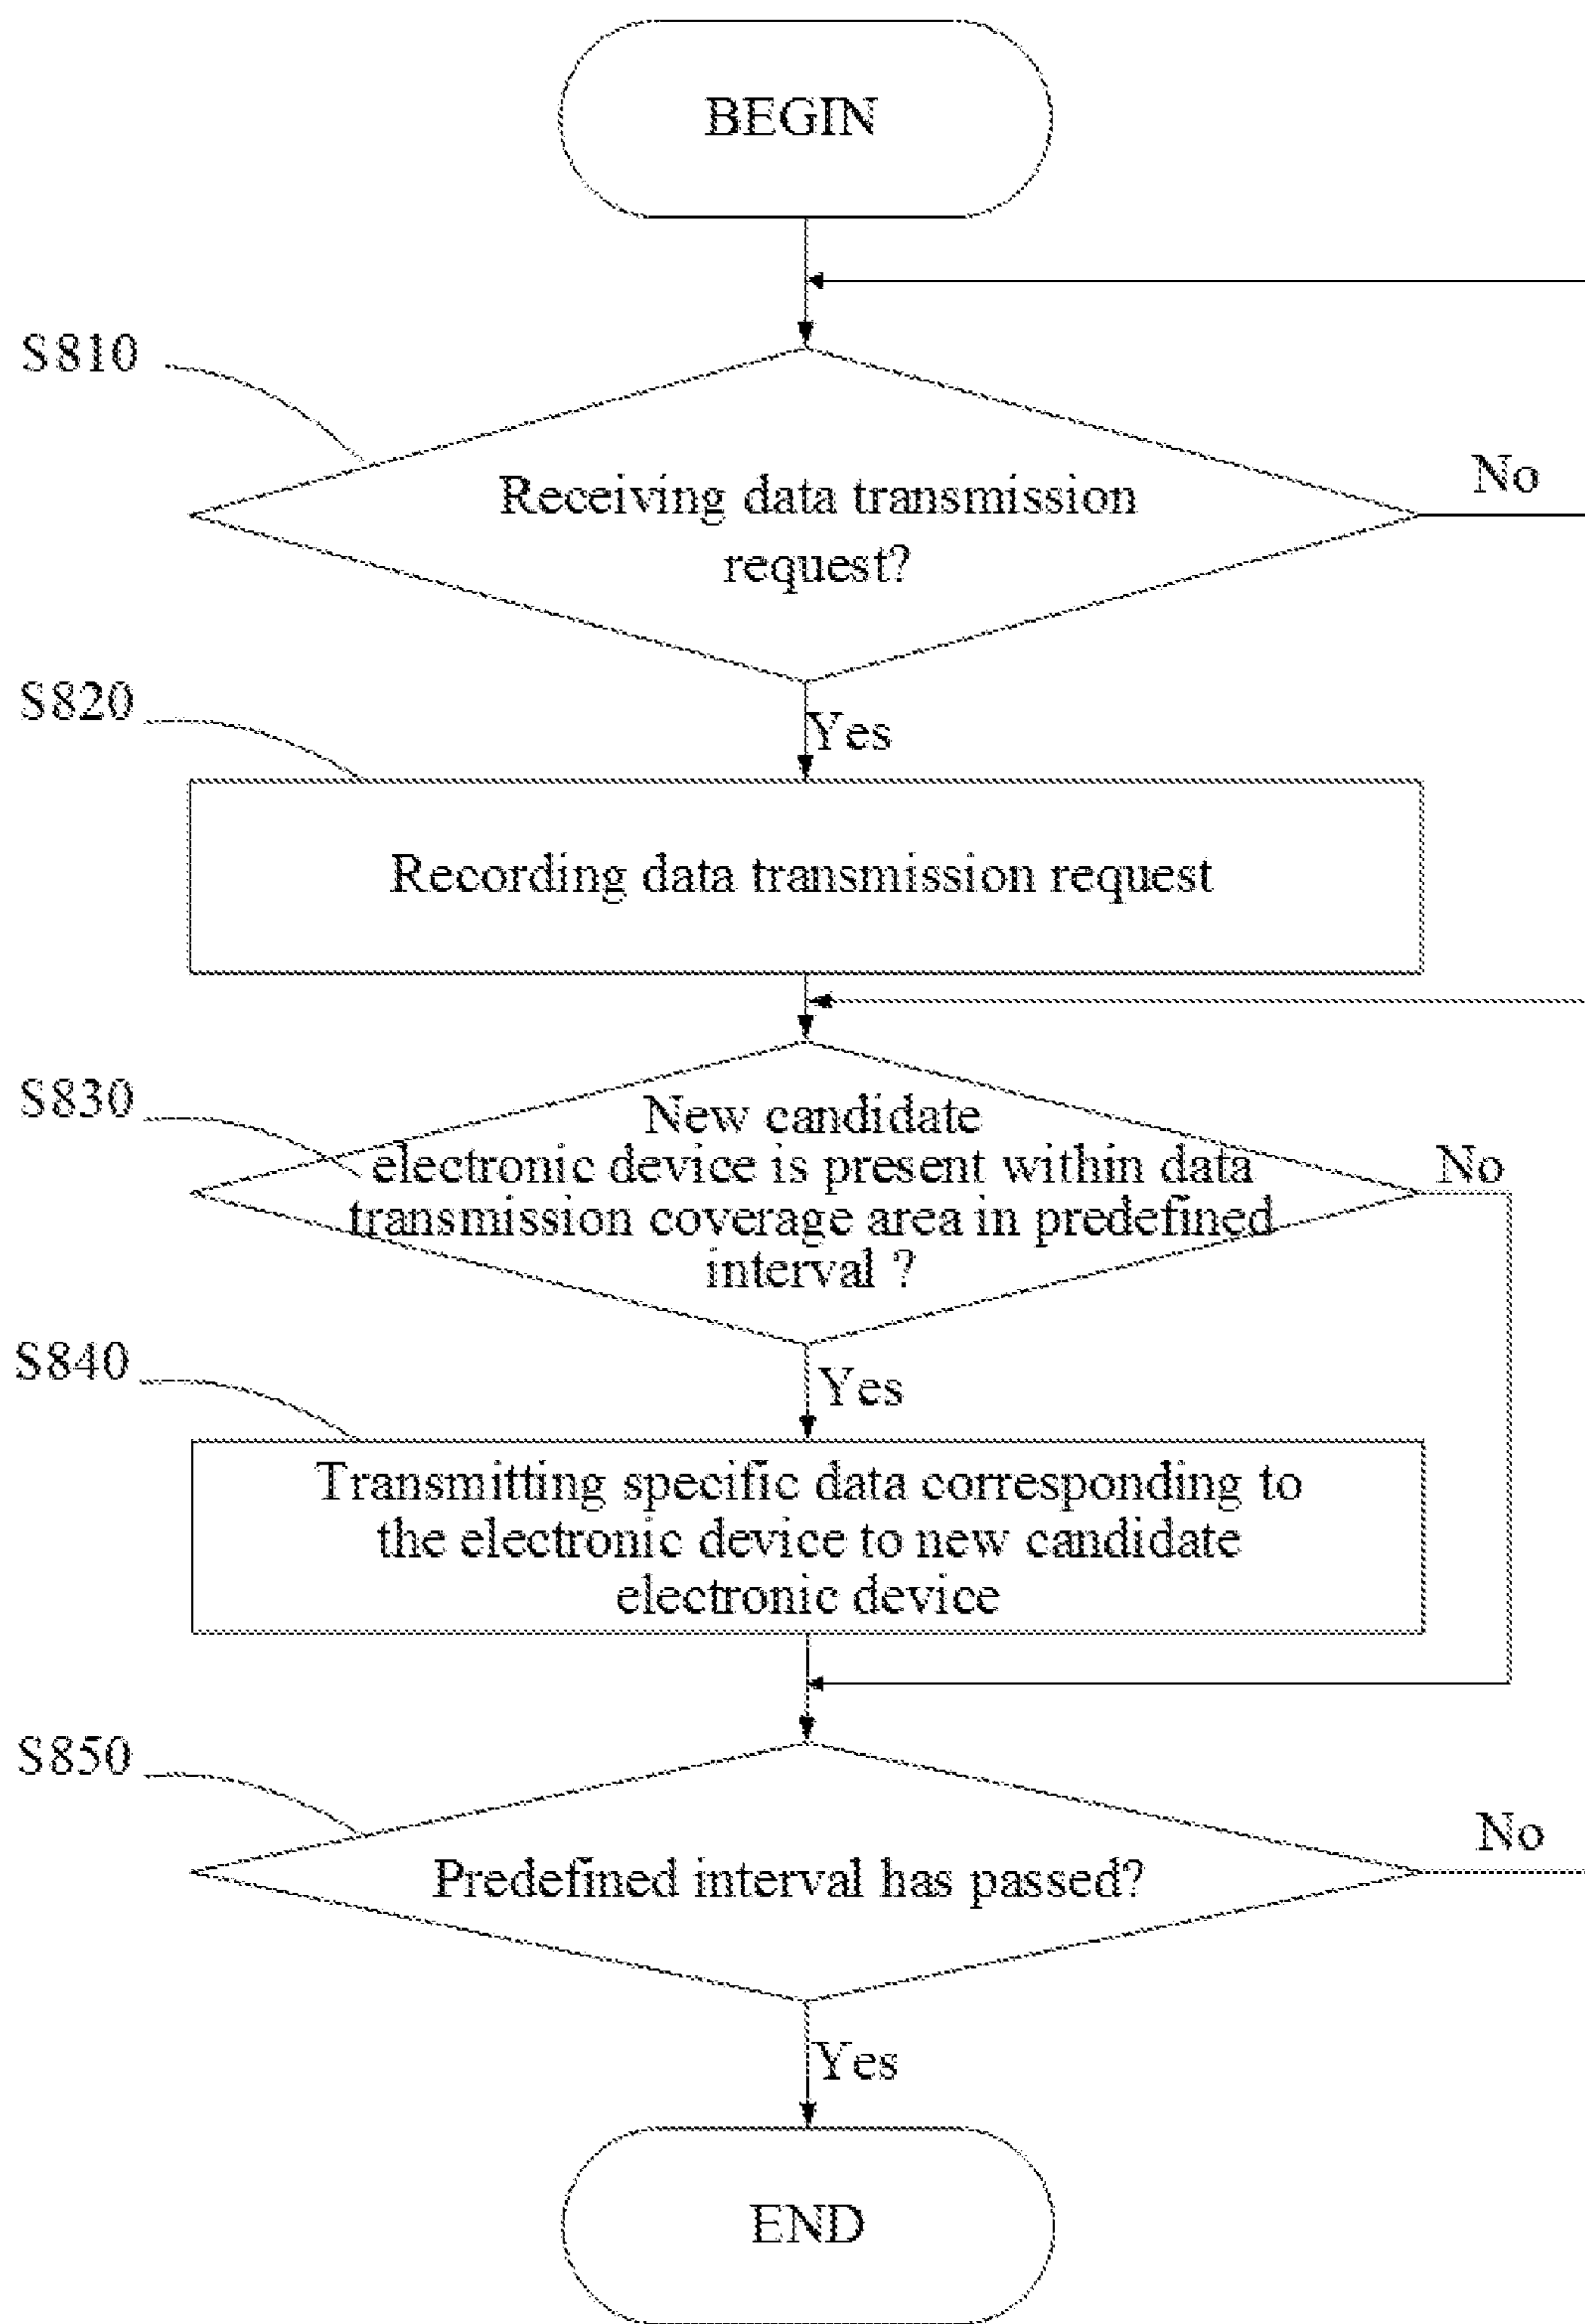 BEGIN
S810
Receiving data transmission
request?
No
S820
Yes
Recording data transmission request
S830
New candidate
electronic device is present within data
transmission coverage area in predefined
interval ?
No
S840
Yes
Transmitting specific data corresponding to
the electronic device to new candidate
electronic device
S850
Predefined interval has passed?
No
Yes
END